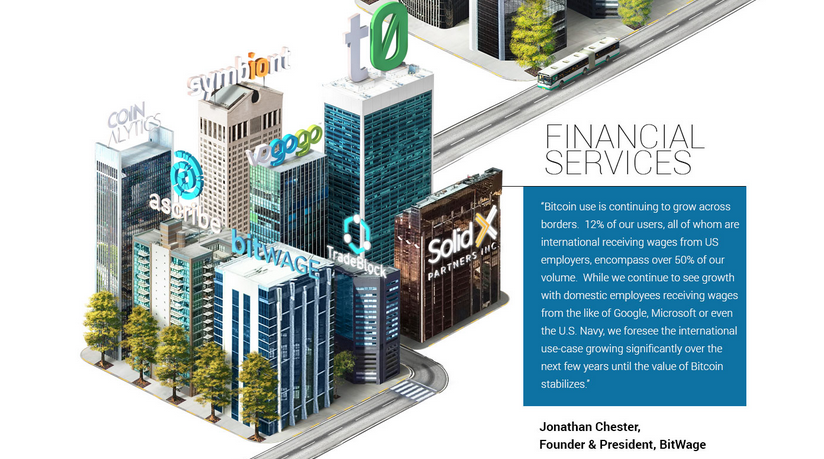 t0
symbiont
COIN
ALYTICS
vogogo
ascribe
bitWAGE
TradeBlock
Solid X
PARTNERS INC
FINANCIAL
SERVICES
“Bitcoin use is continuing to grow across
borders.  12% of our users, all of whom are
international receiving wages from US
employers, encompass over 50% of our
volume.  While we continue to see growth
with domestic employees receiving wages
from the like of Google, Microsoft or even
the U.S. Navy, we foresee the international
use-case growing significantly over the
next few years until the value of Bitcoin
stabilizes.”
Jonathan Chester,
Founder & President, BitWage